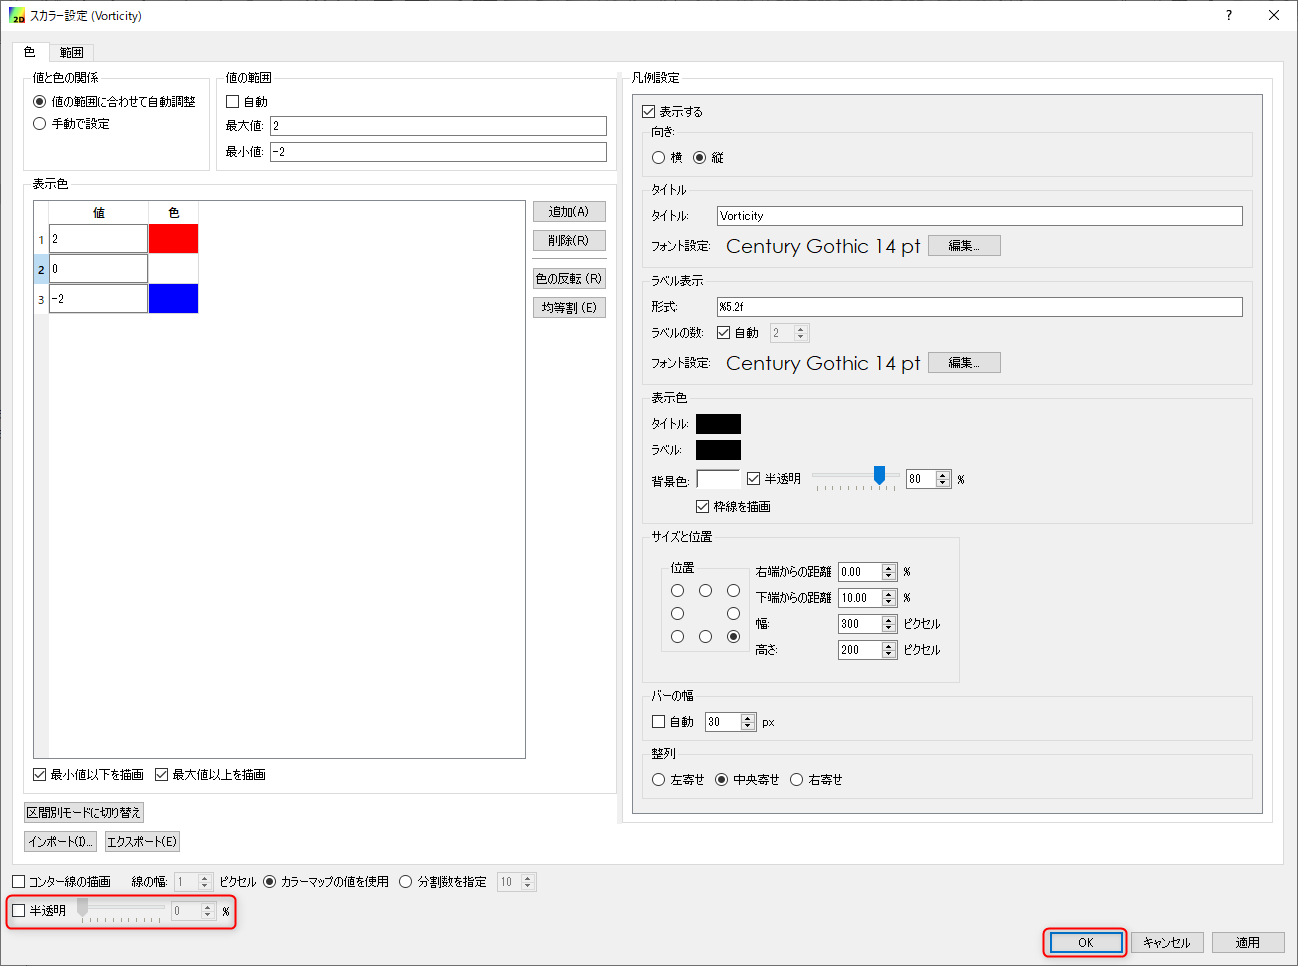 スカラー設定 (Vorticity)
? ×
色 範囲
値と色の関係
値の範囲に合わせて自動調整
手動で設定
値の範囲
自動
最大値: 2
最小値: -2
表示色
値 色
1 2
2 0
3 -2
追加(A)
削除(R)
色の反転 (R)
均等割 (E)
最小値以下を描画 最大値以上を描画
区間別モードに切り替え
インポート(I)... エクスポート(E)
凡例設定
表示する
向き:
横 縦
タイトル
タイトル: Vorticity
フォント設定: Century Gothic 14 pt 編集...
ラベル表示
形式: %5.2f
ラベルの数: 自動 2
フォント設定: Century Gothic 14 pt 編集...
表示色
タイトル:
ラベル:
背景色: 半透明 80 %
枠線を描画
サイズと位置
位置
右端からの距離 0.00 %
下端からの距離 10.00 %
幅: 300 ピクセル
高さ: 200 ピクセル
バーの幅
自動 30 px
整列
左寄せ 中央寄せ 右寄せ
コンター線の描画 線の幅: 1 ピクセル カラーマップの値を使用 分割数を指定 10
半透明 0 %
OK キャンセル 適用